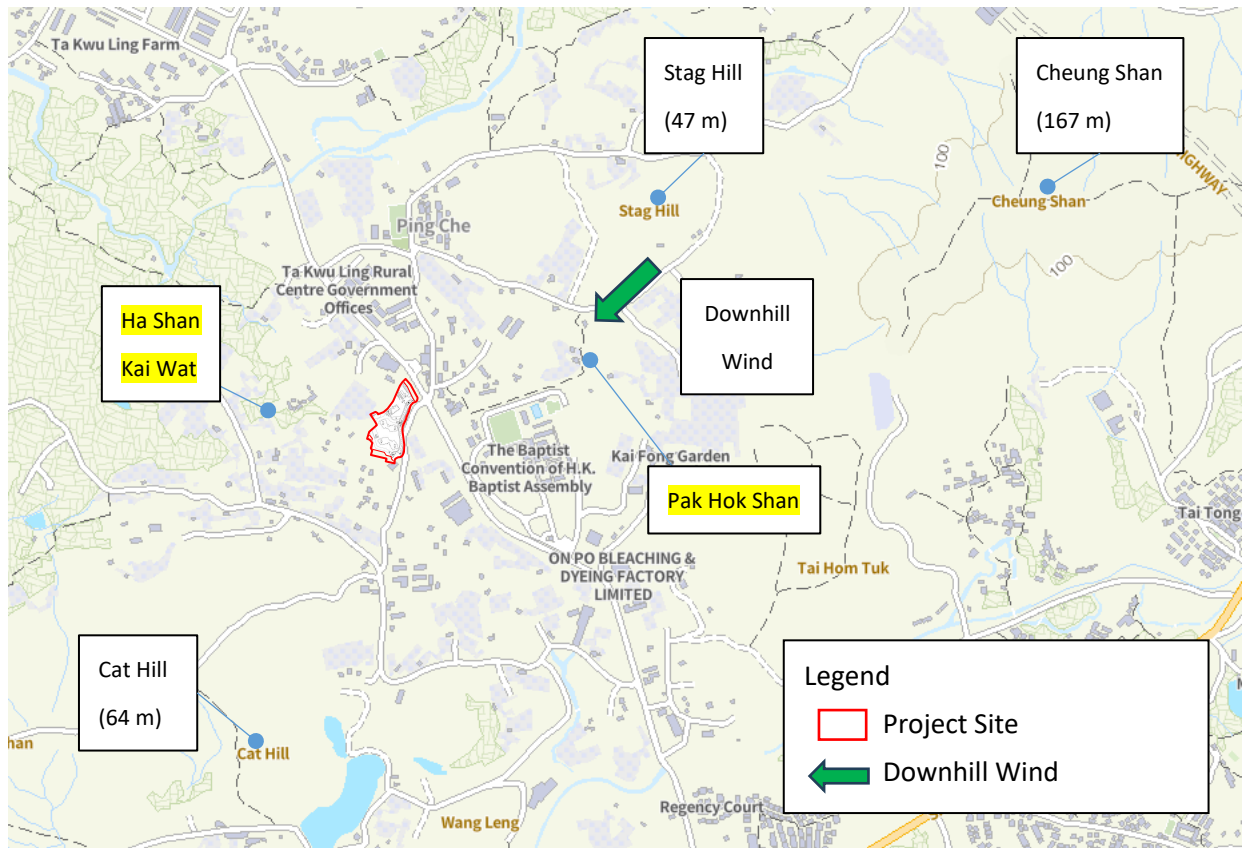 Ta Kwu Ling Farm
Stag Hill
(47 m)
Cheung Shan
(167 m)
100
HIGHWAY
Cheung Shan
Stag Hill
Ping Che
100
Ta Kwu Ling Rural
Centre Government
Offices
Ha Shan
Kai Wat
Downhill
Wind
The Baptist
Convention of H.K.
Baptist Assembly
Kai Fong Garden
Pak Hok Shan
Tai Tong
ON PO BLEACHING &
DYEING FACTORY
LIMITED
Tai Hom Tuk
Cat Hill
(64 m)
Legend
Project Site
Downhill Wind
han
Cat Hill
Regency Court
Wang Leng